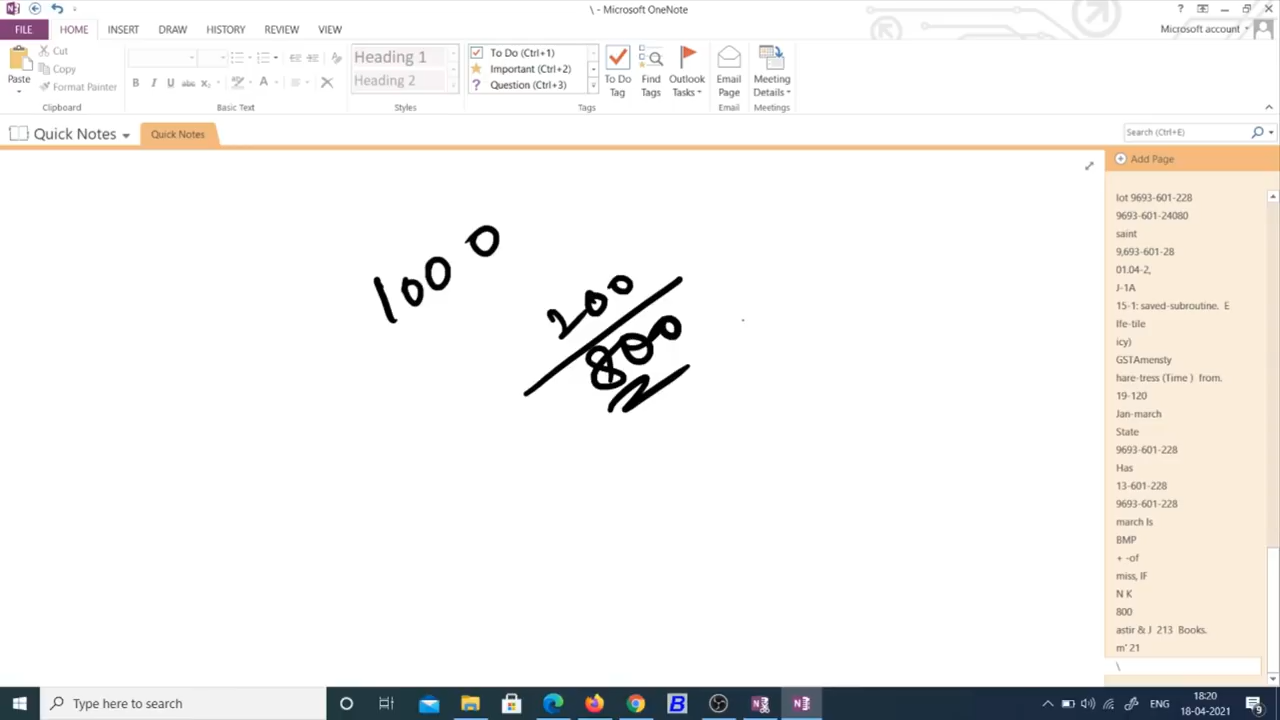 \ - Microsoft OneNote
?
Microsoft account
FILE HOME INSERT DRAW HISTORY REVIEW VIEW
Paste
Cut
Copy
Format Painter
Clipboard
B I U abc x₂ A
Basic Text
Heading 1
Heading 2
Styles
To Do (Ctrl+1)
Important (Ctrl+2)
? Question (Ctrl+3)
To Do Tag
Find Tags
Outlook Tasks
Tags
Email Page
Email
Meeting Details
Meetings
Quick Notes
Quick Notes
Search (Ctrl+E)
Add Page
1000
200
800
lot 9693-601-228
9693-601-24080
saint
9,693-601-28
01.04-2,
J-1A
15-1: saved-subroutine. E
Ife-tile
icy)
GSTAmensty
hare-tress (Time ) from.
19-120
Jan-march
State
9693-601-228
Has
13-601-228
9693-601-228
march Is
BMP
+ -of
miss, IF
N K
800
astir & J 213 Books.
m' 21
\
Type here to search
B
ENG
18:20
18-04-2021
9